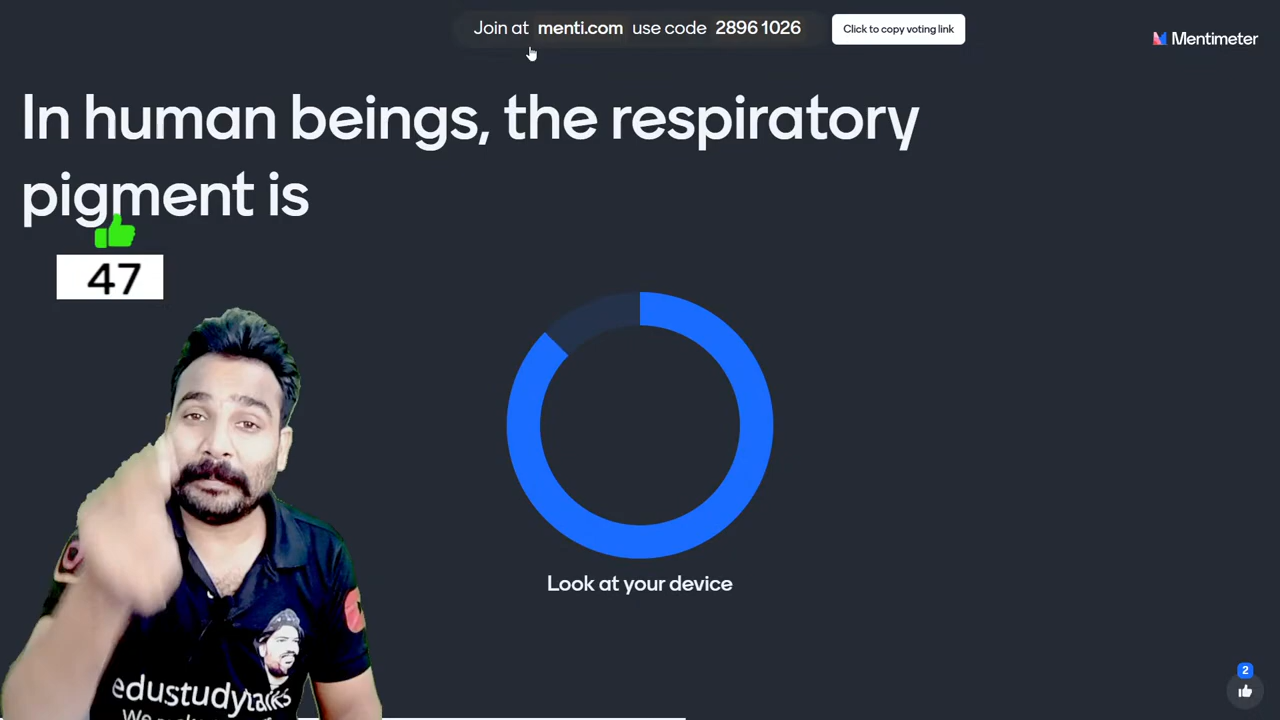 Join at menti.com use code 2896 1026
Click to copy voting link
Mentimeter
In human beings, the respiratory
pigment is
47
Look at your device
edustudytalks
2